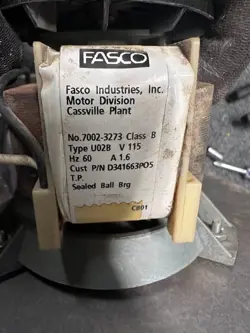 FASCO
Fasco Industries, Inc.
Motor Division
Cassville Plant
No.7002-3273 Class B
Type U02B V 115
Hz 60 A 1.6
Cust P/N D341663P05
T.P.
Sealed Ball Brg
C801